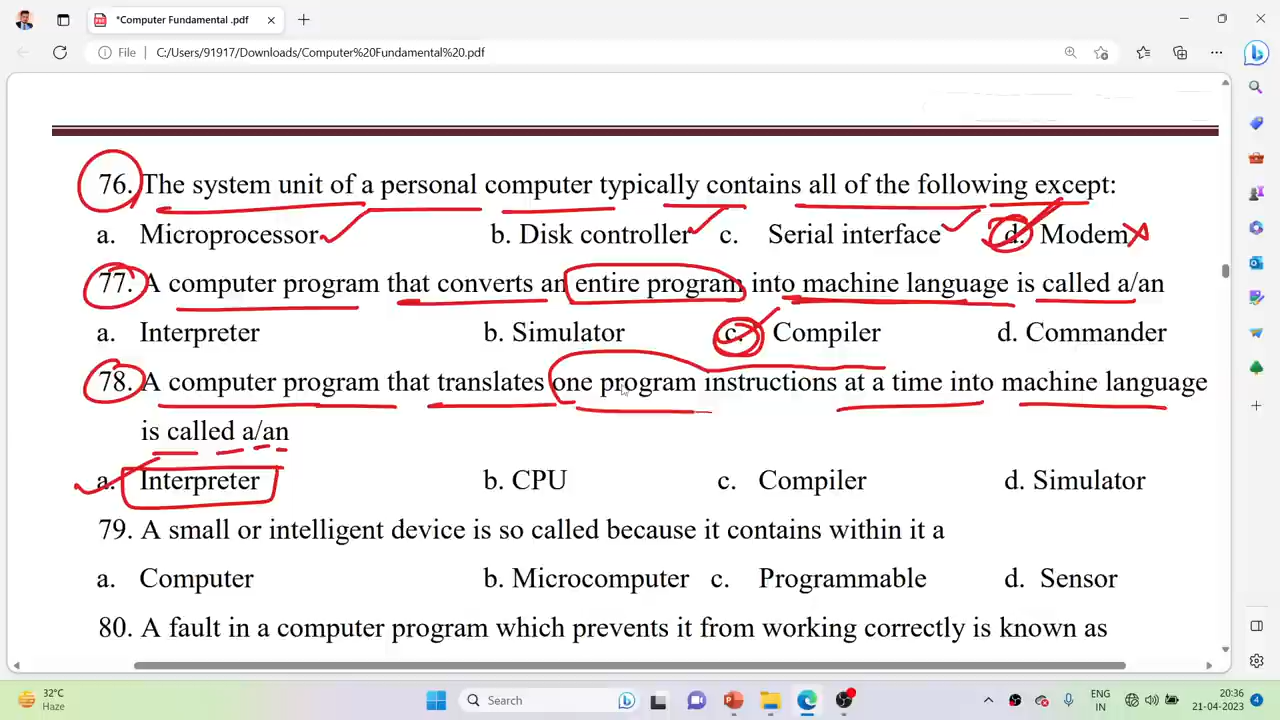 *Computer Fundamental .pdf
File C:/Users/91917/Downloads/Computer%20Fundamental%20.pdf
76. The system unit of a personal computer typically contains all of the following except:
a. Microprocessor b. Disk controller c. Serial interface d. Modem
77. A computer program that converts an entire program into machine language is called a/an
a. Interpreter b. Simulator c. Compiler d. Commander
78. A computer program that translates one program instructions at a time into machine language
is called a/an
a. Interpreter b. CPU c. Compiler d. Simulator
79. A small or intelligent device is so called because it contains within it a
a. Computer b. Microcomputer c. Programmable d. Sensor
80. A fault in a computer program which prevents it from working correctly is known as
32°C
Haze
Search
ENG
IN
20:36
21-04-2023
4